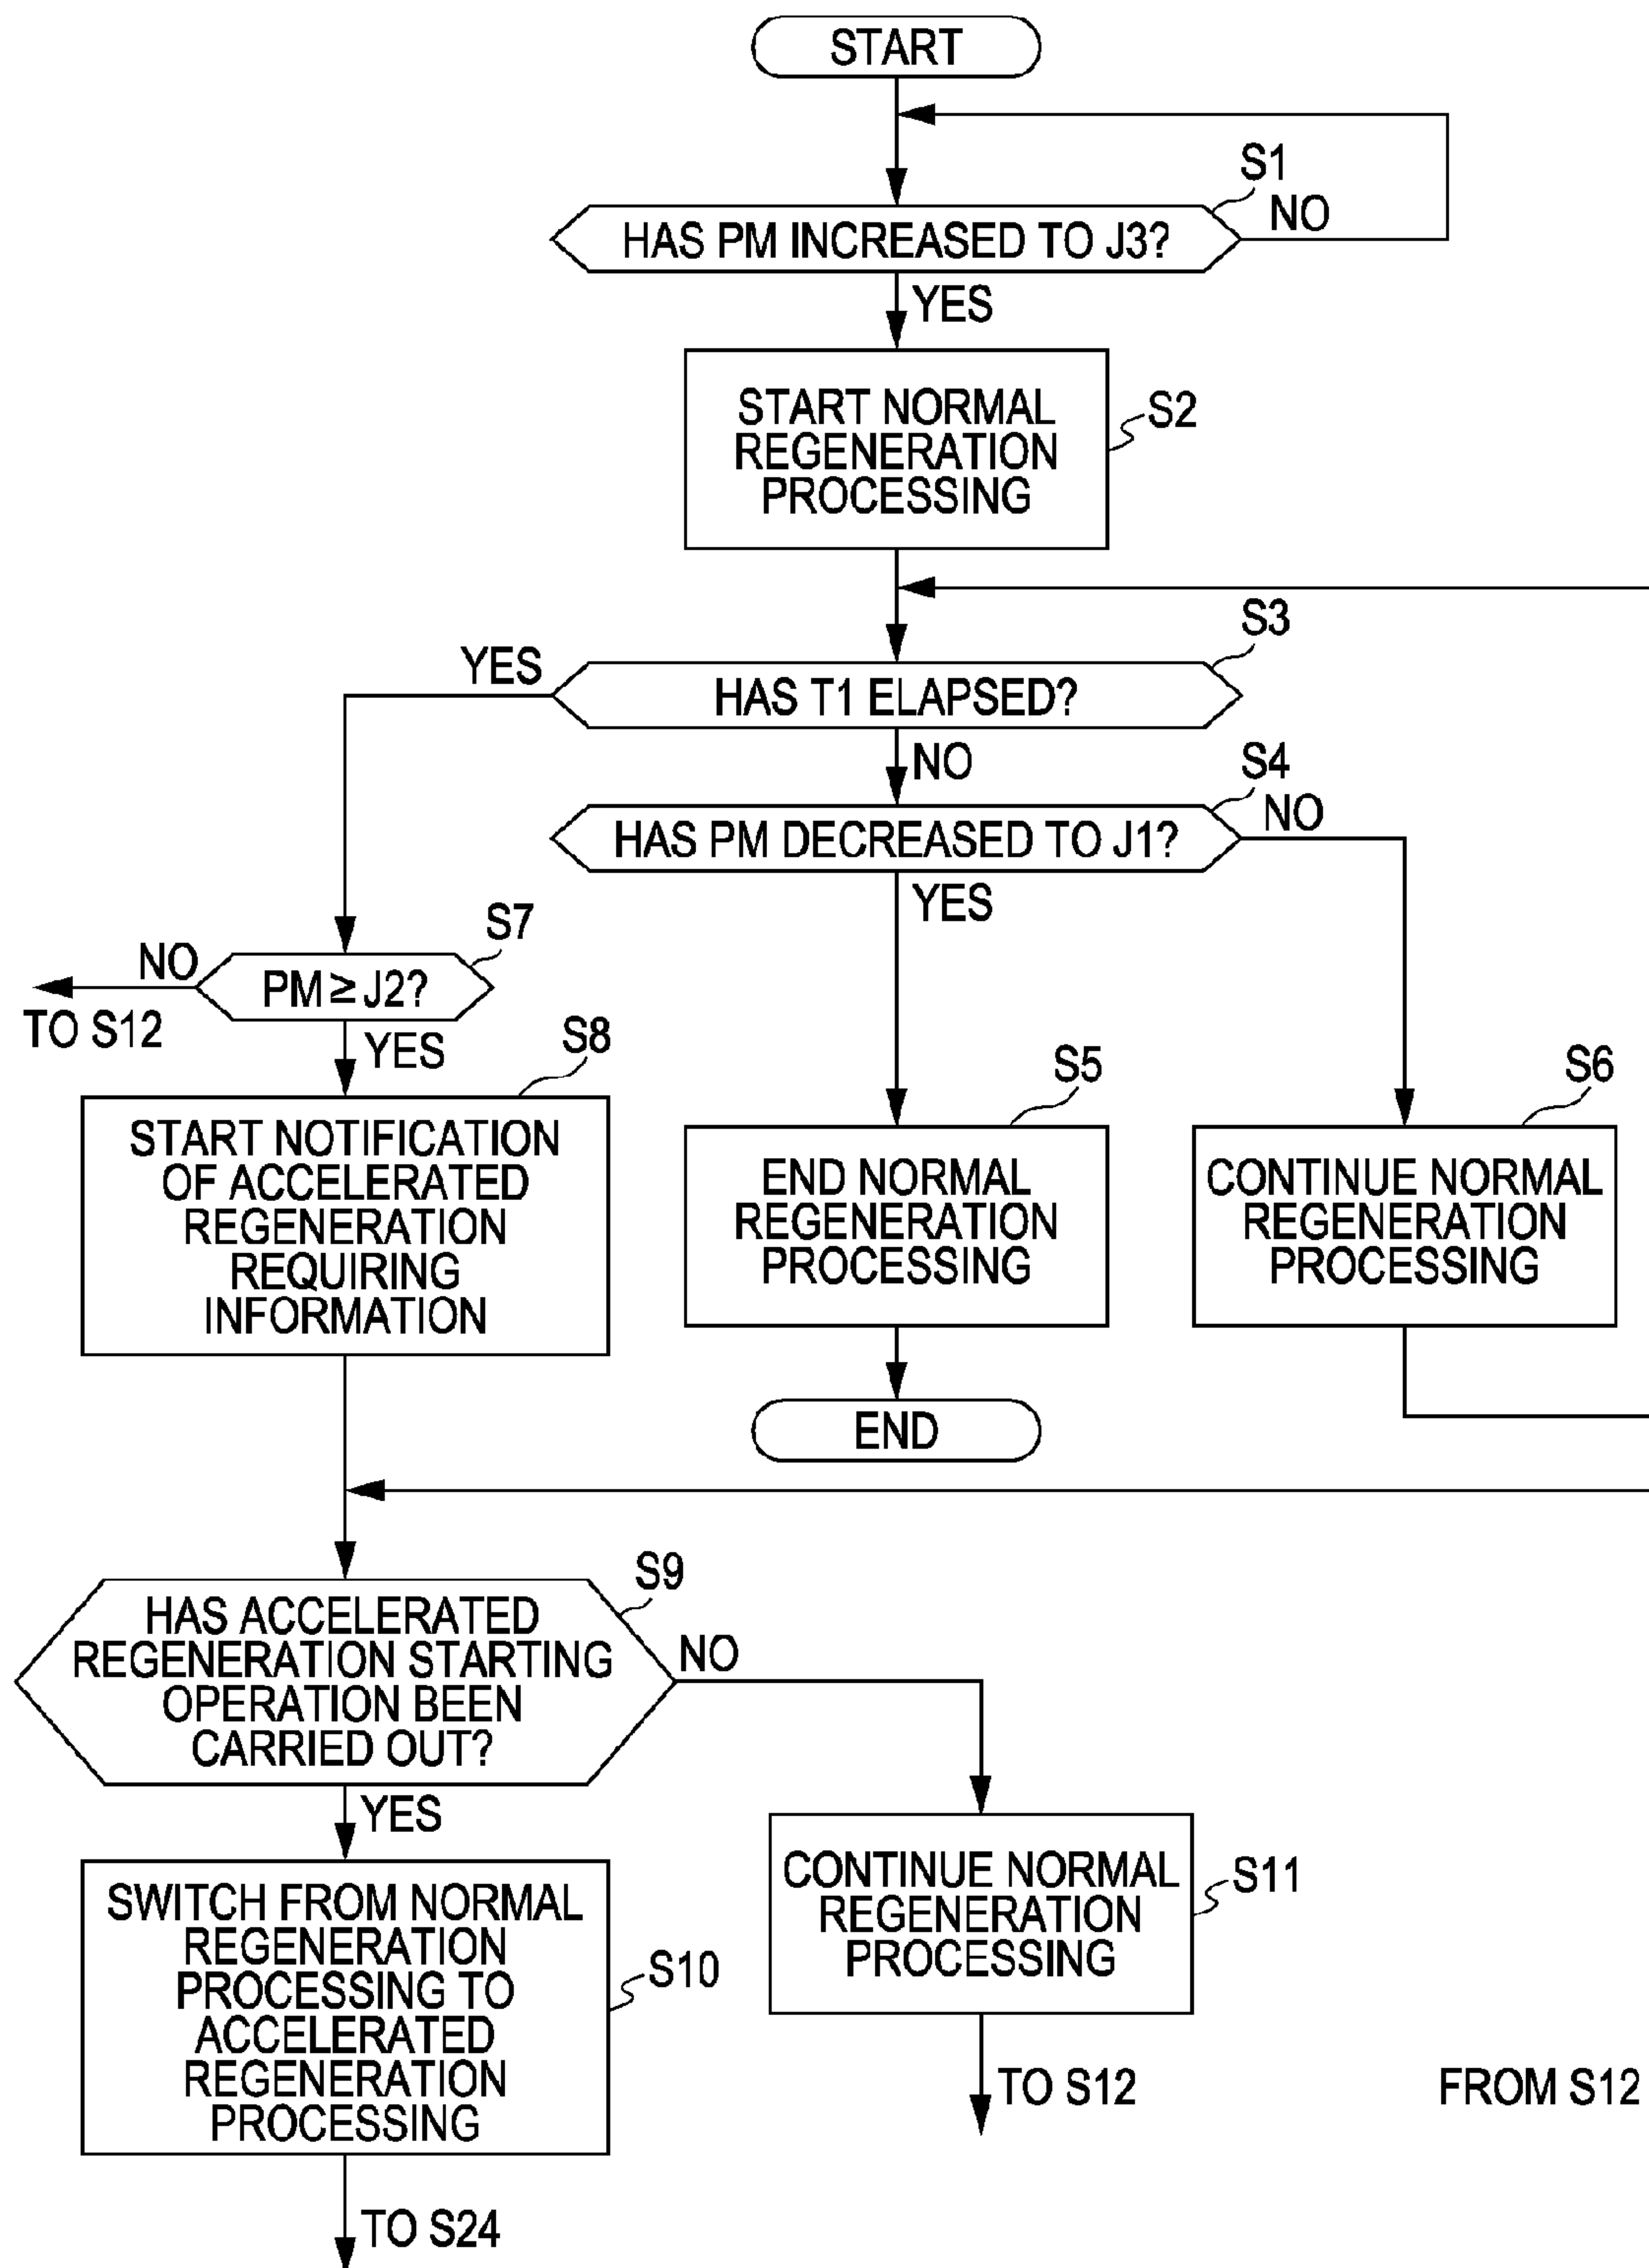 START
S1
NO
HAS PM INCREASED TO J3?
YES
START NORMAL
REGENERATION
PROCESSING
S2
S3
YES
HAS T1 ELAPSED?
NO
S4
NO
HAS PM DECREASED TO J1?
YES
S7
NO
PM ≥ J2?
TO S12
YES
S8
START NOTIFICATION
OF ACCELERATED
REGENERATION
REQUIRING
INFORMATION
S5
END NORMAL
REGENERATION
PROCESSING
END
S6
CONTINUE NORMAL
REGENERATION
PROCESSING
S9
HAS ACCELERATED
REGENERATION STARTING
OPERATION BEEN
CARRIED OUT?
NO
YES
SWITCH FROM NORMAL
REGENERATION
PROCESSING TO
ACCELERATED
REGENERATION
PROCESSING
S10
TO S24
CONTINUE NORMAL
REGENERATION
PROCESSING
S11
TO S12
FROM S12